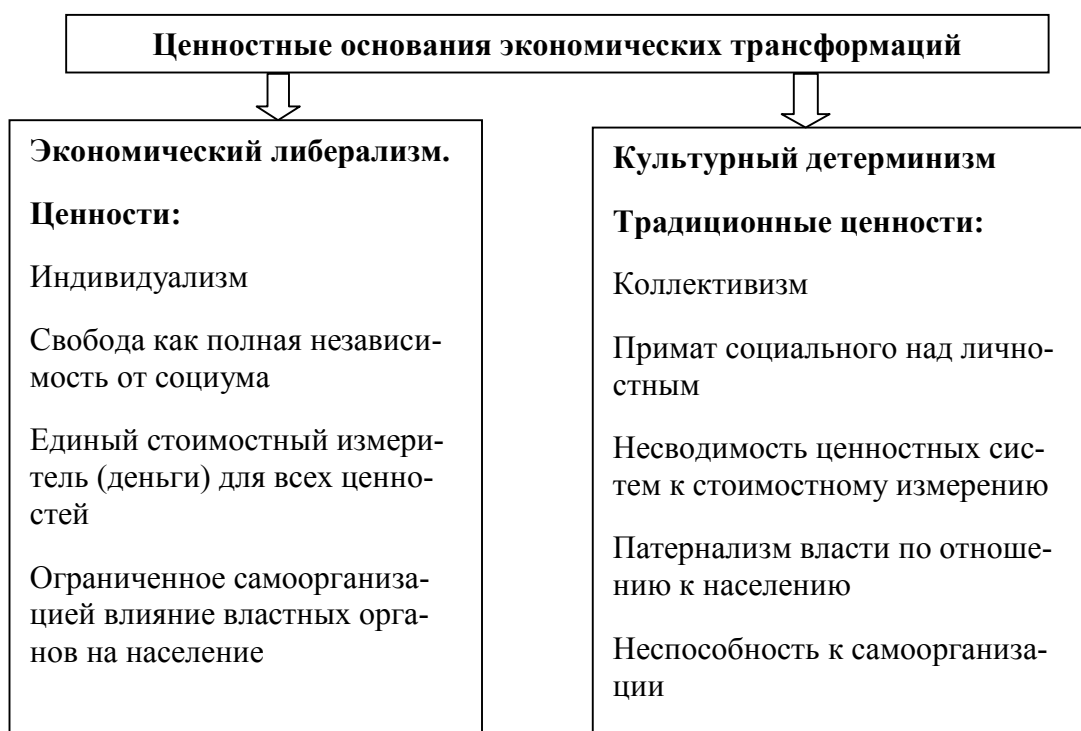 Ценностные основания экономических трансформаций
Экономический либерализм.
Ценности:
Индивидуализм
Свобода как полная независи-
мость от социума
Единый стоимостный измери-
тель (деньги) для всех ценно-
стей
Ограниченное самоорганиза-
цией влияние властных орга-
нов на население
Культурный детерминизм
Традиционные ценности:
Коллективизм
Примат социального над лично-
стным
Несводимость ценностных сис-
тем к стоимостному измерению
Патернализм власти по отноше-
нию к населению
Неспособность к самоорганиза-
ции